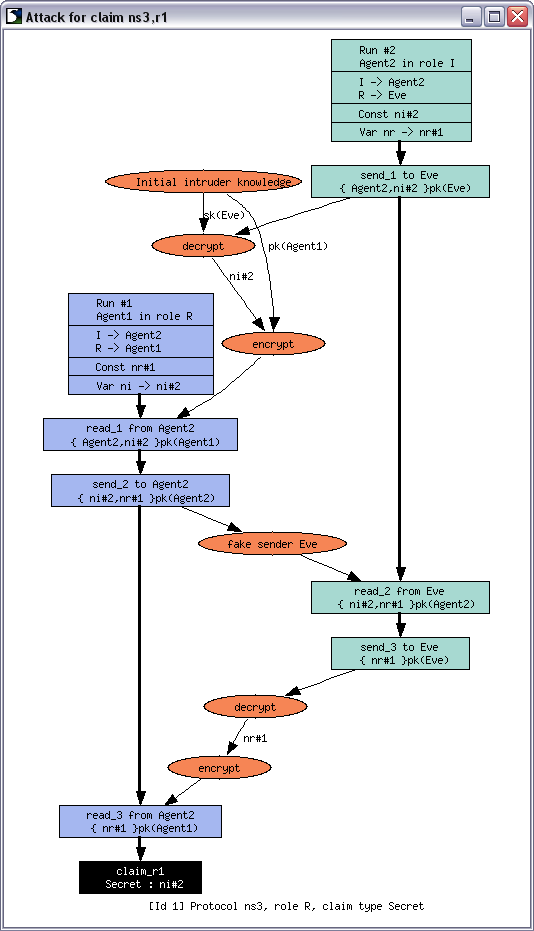 Attack for claim ns3,r1
Run #2
Agent2 in role I
I -> Agent2
R -> Eve
Const ni#2
Var nr -> nr#1
send_1 to Eve
{ Agent2,ni#2 }pk(Eve)
Initial intruder knowledge
sk(Eve)
decrypt
pk(Agent1)
ni#2
Run #1
Agent1 in role R
I -> Agent2
R -> Agent1
Const nr#1
Var ni -> ni#2
encrypt
read_1 from Agent2
{ Agent2,ni#2 }pk(Agent1)
send_2 to Agent2
{ ni#2,nr#1 }pk(Agent2)
fake sender Eve
read_2 from Eve
{ ni#2,nr#1 }pk(Agent2)
send_3 to Eve
{ nr#1 }pk(Eve)
decrypt
nr#1
encrypt
read_3 from Agent2
{ nr#1 }pk(Agent1)
claim_r1
Secret : ni#2
[Id 1] Protocol ns3, role R, claim type Secret